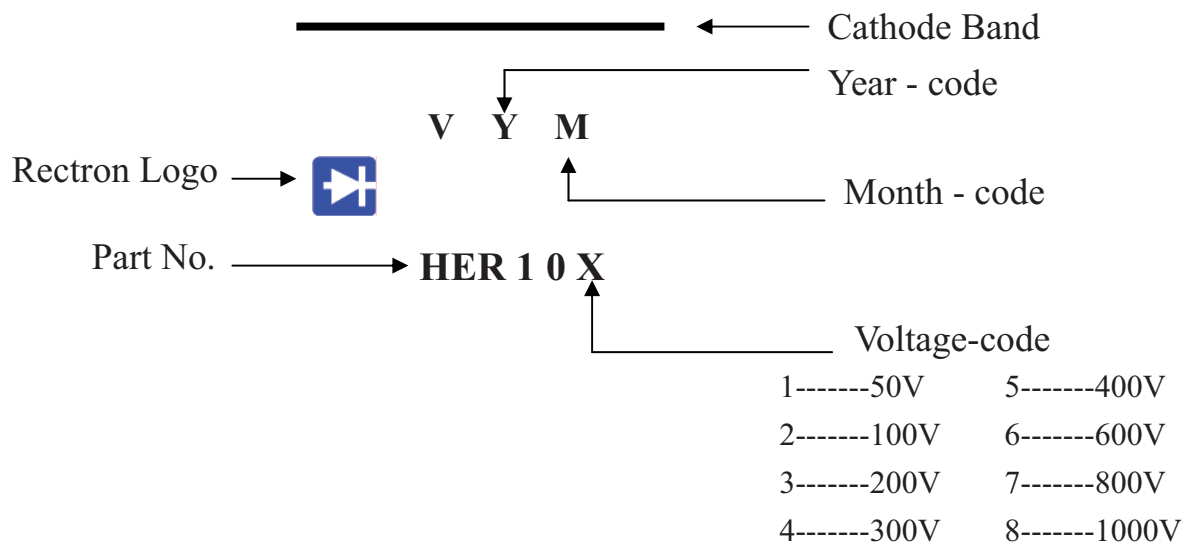 Cathode Band
Year - code
V Y M
Rectron Logo
Month - code
Part No.
HER 1 0 X
Voltage-code
1-------50V 5-------400V
2-------100V 6-------600V
3-------200V 7-------800V
4-------300V 8-------1000V